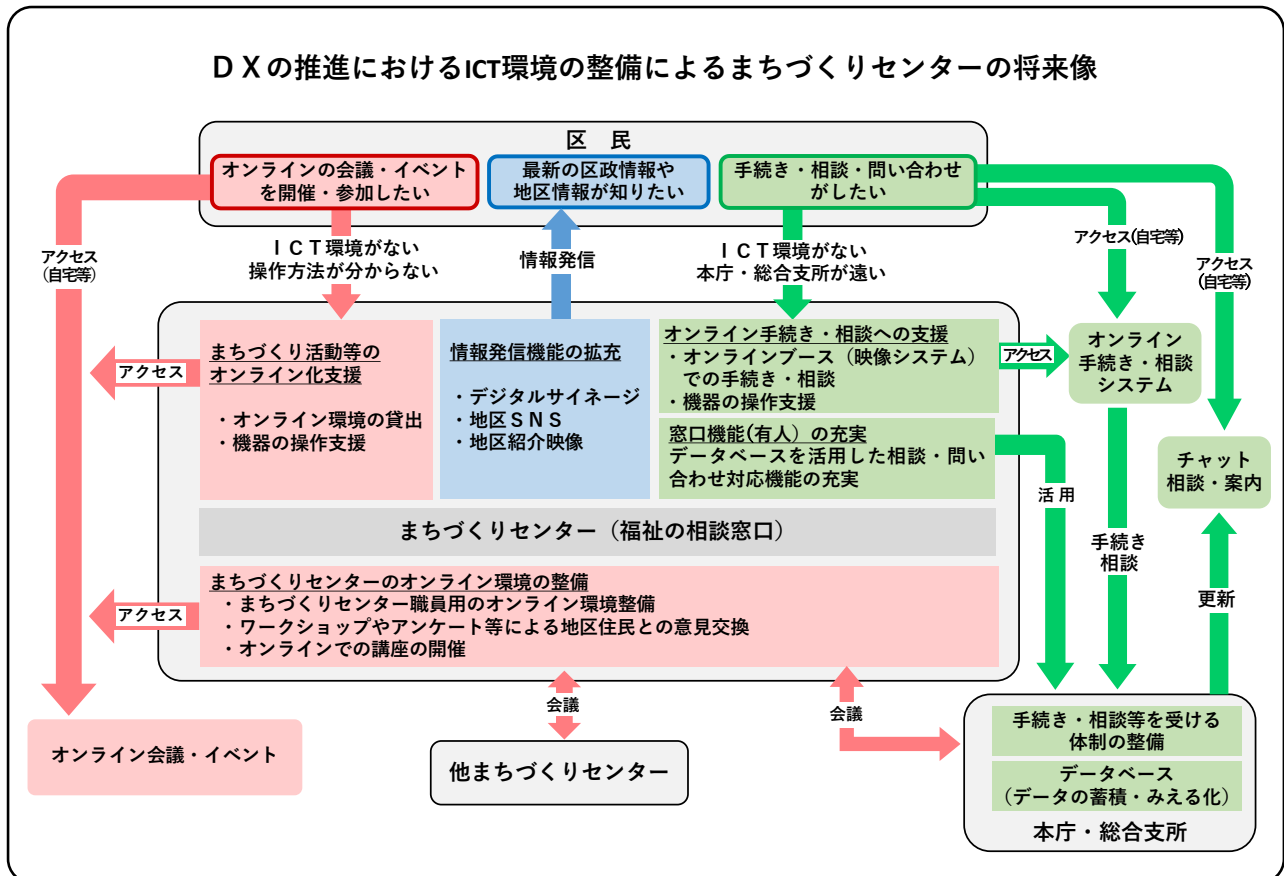 ＤＸの推進におけるICT環境の整備によるまちづくりセンターの将来像
区　民
オンラインの会議・イベント
を開催・参加したい
最新の区政情報や
地区情報が知りたい
手続き・相談・問い合わせ
がしたい
アクセス
(自宅等)
ＩＣＴ環境がない
操作方法が分からない
情報発信
ＩＣＴ環境がない
本庁・総合支所が遠い
アクセス(自宅等)
アクセス
(自宅等)
まちづくり活動等の
オンライン化支援
・オンライン環境の貸出
・機器の操作支援
アクセス
情報発信機能の拡充
・デジタルサイネージ
・地区ＳＮＳ
・地区紹介映像
オンライン手続き・相談への支援
・オンラインブース（映像システム）
での手続き・相談
・機器の操作支援
アクセス
オンライン
手続き・相談
システム
窓口機能(有人）の充実
データベースを活用した相談・問い
合わせ対応機能の充実
活用
チャット
相談・案内
まちづくりセンター（福祉の相談窓口）
手続き
相談
更新
まちづくりセンターのオンライン環境の整備
・まちづくりセンター職員用のオンライン環境整備
・ワークショップやアンケート等による地区住民との意見交換
・オンラインでの講座の開催
アクセス
会議
会議
オンライン会議・イベント
他まちづくりセンター
手続き・相談等を受ける
体制の整備
データベース
（データの蓄積・みえる化）
本庁・総合支所